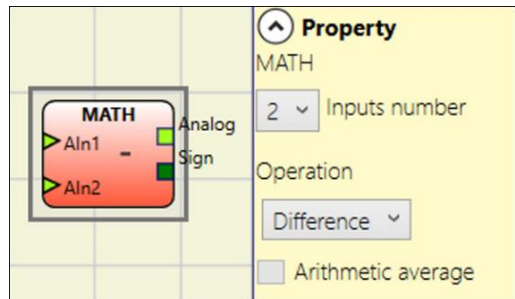 MATH
AIn1
-
AIn2
Analog
Sign
Property
MATH
2 Inputs number
Operation
Difference
Arithmetic average